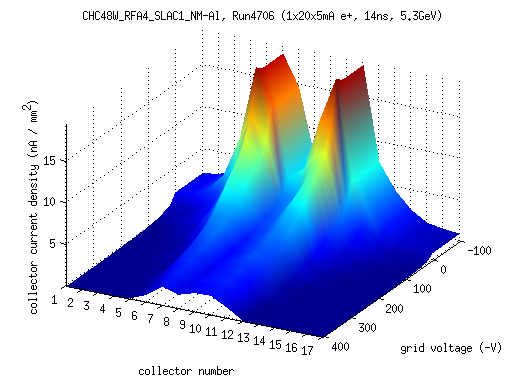 CHC48W_RFA4_SLAC1_NM-Al, Run4706 (1x20x5mA e+, 14ns, 5.3GeV)
collector current density (nA / mm2)
15
10
5
1 2 3 4 5 6 7 8 9 10 11 12 13 14 15 16 17
collector number
-100
0
100
200
300
400
grid voltage (-V)